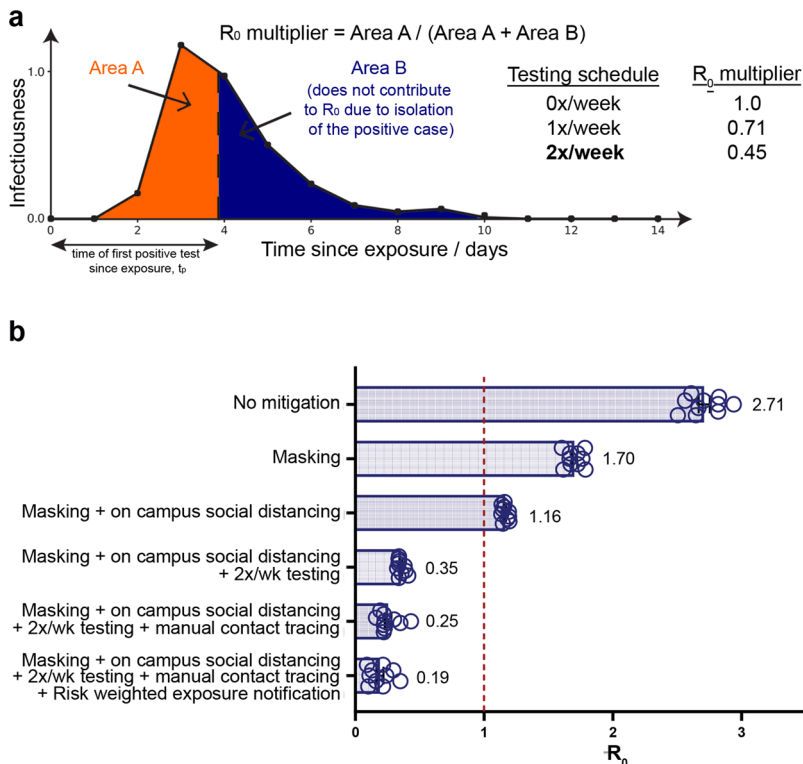 a
R₀ multiplier = Area A / (Area A + Area B)
Area A
Area B
(does not contribute
to R₀ due to isolation
of the positive case)
Testing schedule
R₀ multiplier
0x/week
1.0
1x/week
0.71
2x/week
0.45
Infectiousness
1.0
0.0
0
2
4
6
8
10
12
14
time of first positive test
since exposure, tₚ
Time since exposure / days
b
No mitigation
2.71
Masking
1.70
Masking + on campus social distancing
1.16
Masking + on campus social distancing
+ 2x/wk testing
0.35
Masking + on campus social distancing
+ 2x/wk testing + manual contact tracing
0.25
Masking + on campus social distancing
+ 2x/wk testing + manual contact tracing
+ Risk weighted exposure notification
0.19
0
1
2
3
R₀